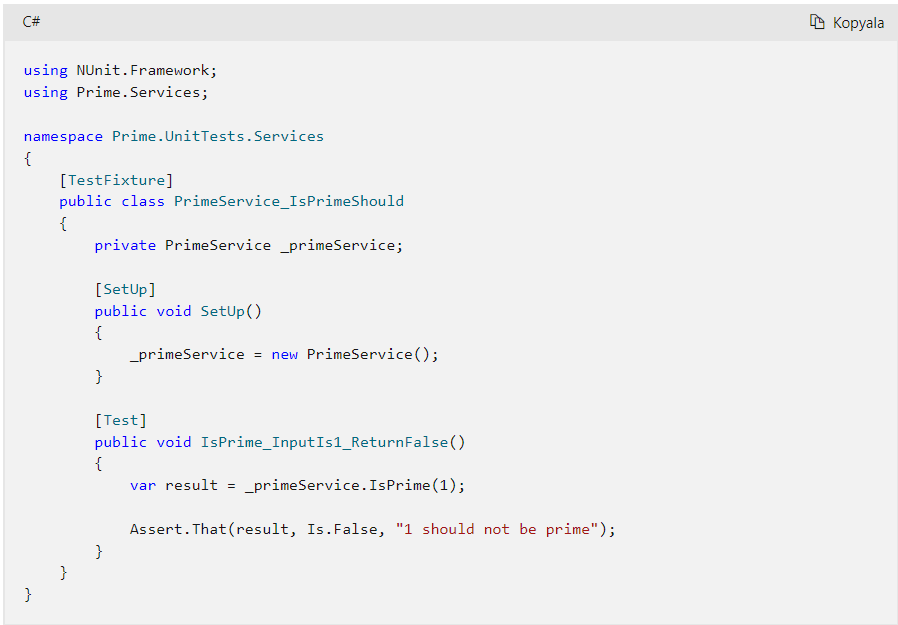 C#
Kopyala
using NUnit.Framework;
using Prime.Services;

namespace Prime.UnitTests.Services
{
    [TestFixture]
    public class PrimeService_IsPrimeShould
    {
        private PrimeService _primeService;

        [SetUp]
        public void SetUp()
        {
            _primeService = new PrimeService();
        }

        [Test]
        public void IsPrime_InputIs1_ReturnFalse()
        {
            var result = _primeService.IsPrime(1);

            Assert.That(result, Is.False, "1 should not be prime");
        }
    }
}